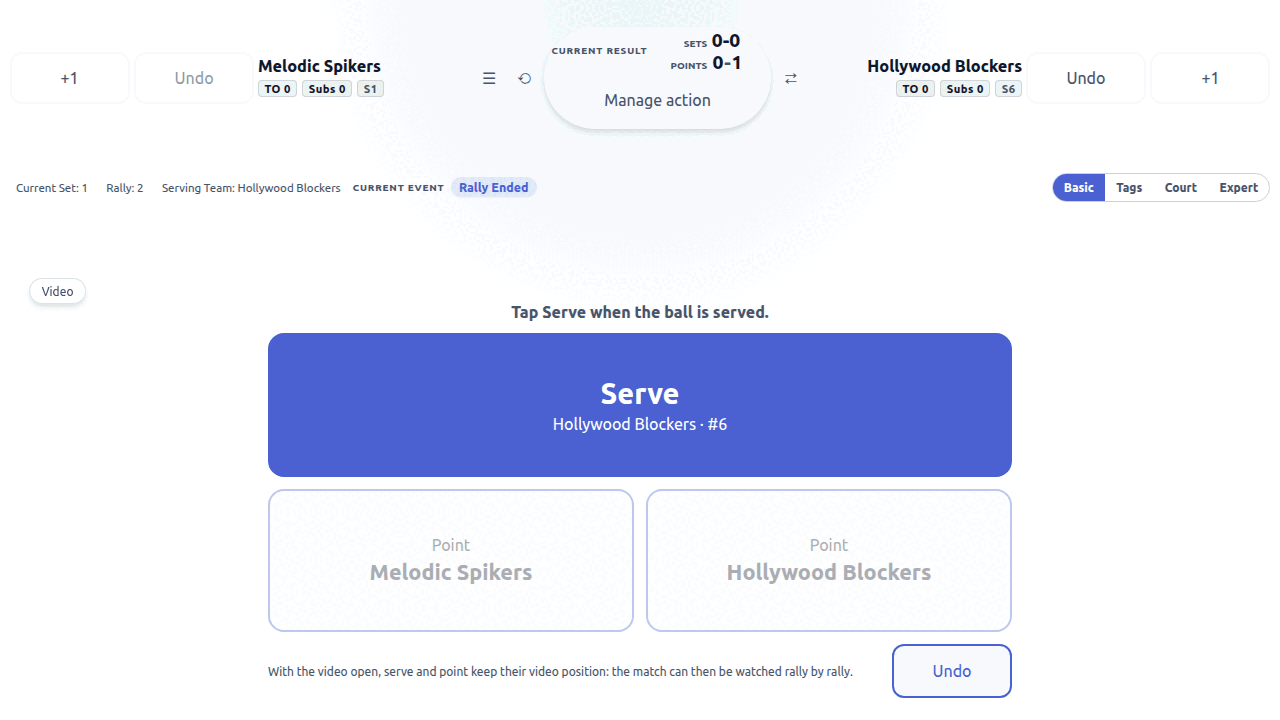 +1
Undo
Melodic Spikers
TO 0
Subs 0
S1
☰
CURRENT RESULT
SETS 0-0
POINTS 0-1
Manage action
Hollywood Blockers
TO 0
Subs 0
S6
Undo
+1
Current Set: 1
Rally: 2
Serving Team: Hollywood Blockers
CURRENT EVENT
Rally Ended
Basic
Tags
Court
Expert
Video
Tap Serve when the ball is served.
Serve
Hollywood Blockers · #6
Point
Melodic Spikers
Point
Hollywood Blockers
With the video open, serve and point keep their video position: the match can then be watched rally by rally.
Undo